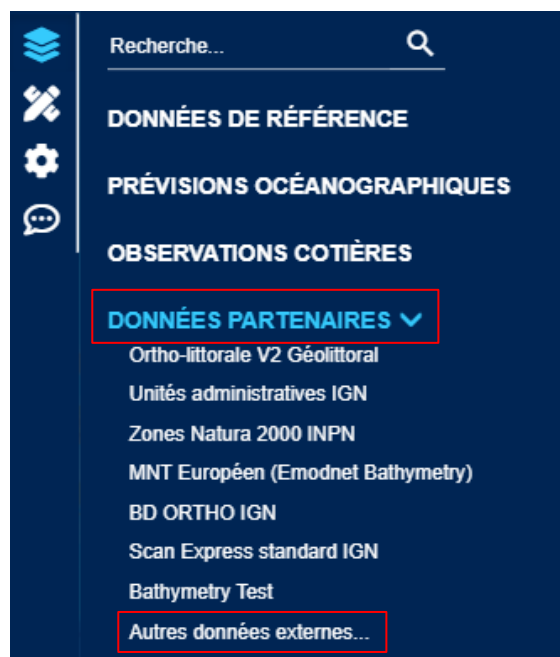 Recherche...
DONNÉES DE RÉFÉRENCE
PRÉVISIONS OCÉANOGRAPHIQUES
OBSERVATIONS COTIÈRES
DONNÉES PARTENAIRES
Ortho-littorale V2 Géolittoral
Unités administratives IGN
Zones Natura 2000 INPN
MNT Européen (Emodnet Bathymetry)
BD ORTHO IGN
Scan Express standard IGN
Bathymetry Test
Autres données externes...